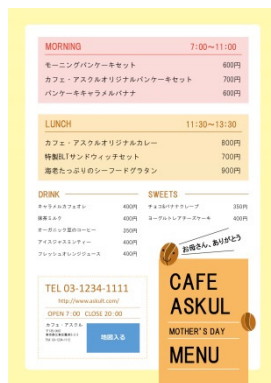 MORNING 7:00～11:00
モーニングパンケーキセット 600円
カフェ・アスクルオリジナルパンケーキセット 700円
パンケーキキャラメルバナナ 600円
LUNCH 11:30～13:30
カフェ・アスクルオリジナルカレー 800円
特製BLTサンドウィッチセット 700円
海老たっぷりのシーフードグラタン 900円
DRINK
キャラメルカフェオレ 400円
抹茶ミルク 400円
オーガニック豆のコーヒー 350円
アイスジャスミンティー 400円
フレッシュオレンジジュース 400円
SWEETS
チョコ&バナナクレープ 350円
ヨーグルトレアチーズケーキ 400円
お母さん、ありがとう
CAFE
ASKUL
MOTHER'S DAY
MENU
TEL 03-1234-1111
http://www.askult.com/
OPEN 7:00 CLOSE 20:00
カフェ・アスクル
地図入る